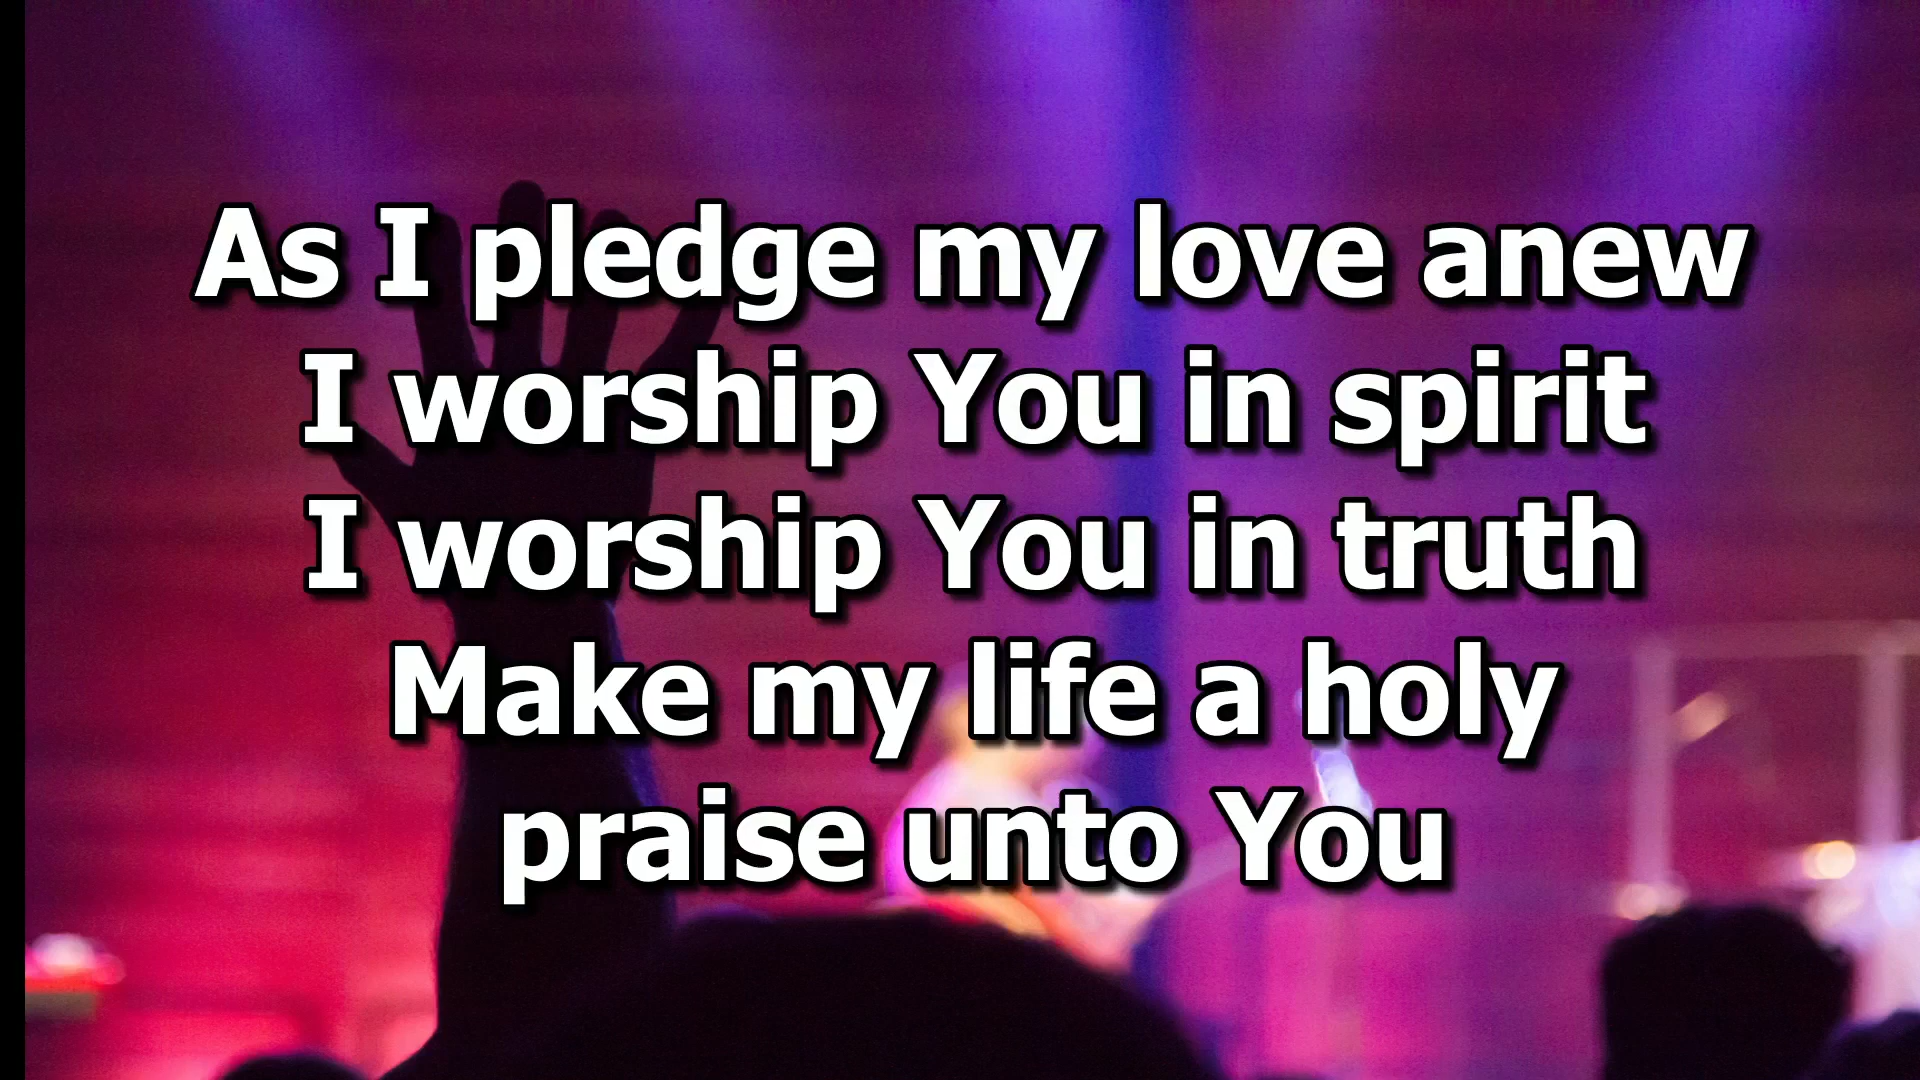 As I pledge my love anew
I worship You in spirit
I worship You in truth
Make my life a holy
praise unto You